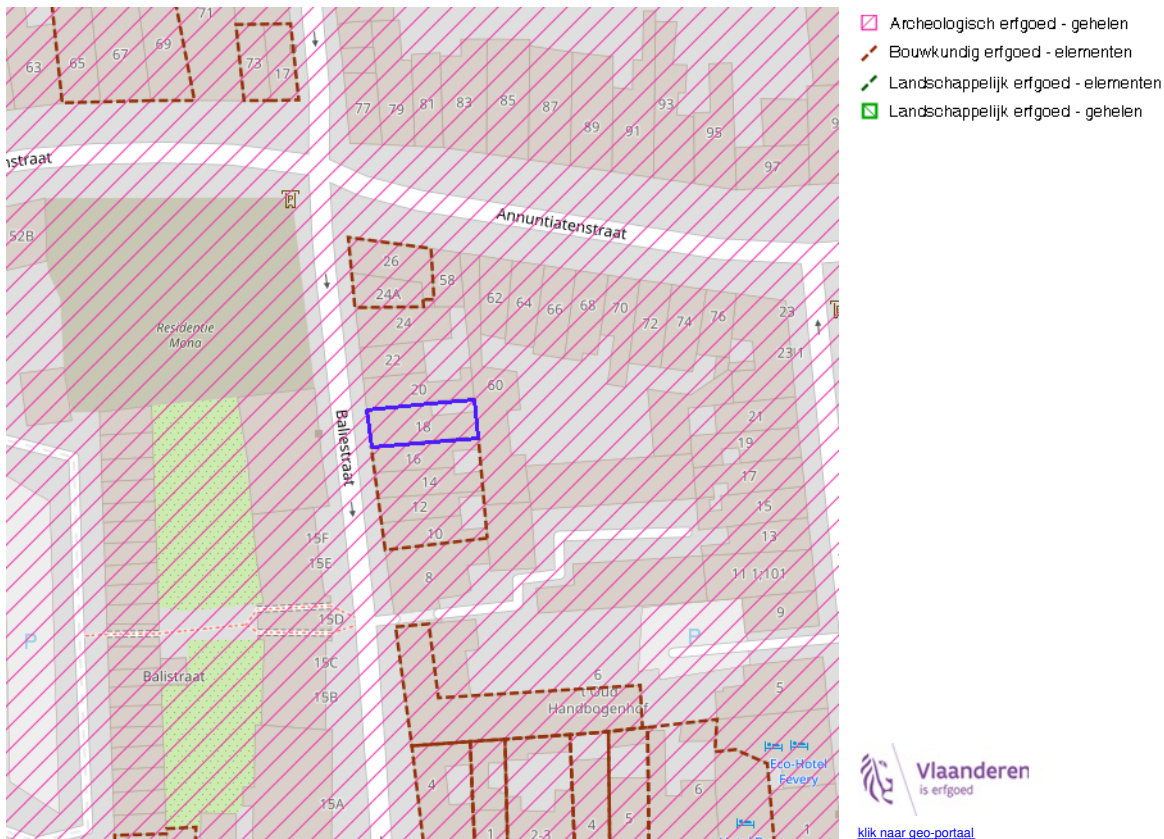 Archeologisch erfgoed - gehelen
Bouwkundig erfgoed - elementen
Landschappelijk erfgoed - elementen
Landschappelijk erfgoed - gehelen
71
69
67
65
63
73
17
77
79
81
83
85
87
89
91
93
95
97
9
nstraat
P
Annuntiatenstraat
52B
26
24A
58
24
22
20
18
16
14
12
10
8
62
64
66
68
70
72
74
76
60
23
23 1
21
19
17
15
13
11 1;101
9
Residentie
Mona
Baliestraat
15F
15E
15D
15C
15B
15A
P
Balistraat
P
6
't Oud
Handbogenhof
5
Eco-Hotel
Fevery
4
1
2-3
4
5
6
1
Vlaanderen
is erfgoed
klik naar geo-portaal